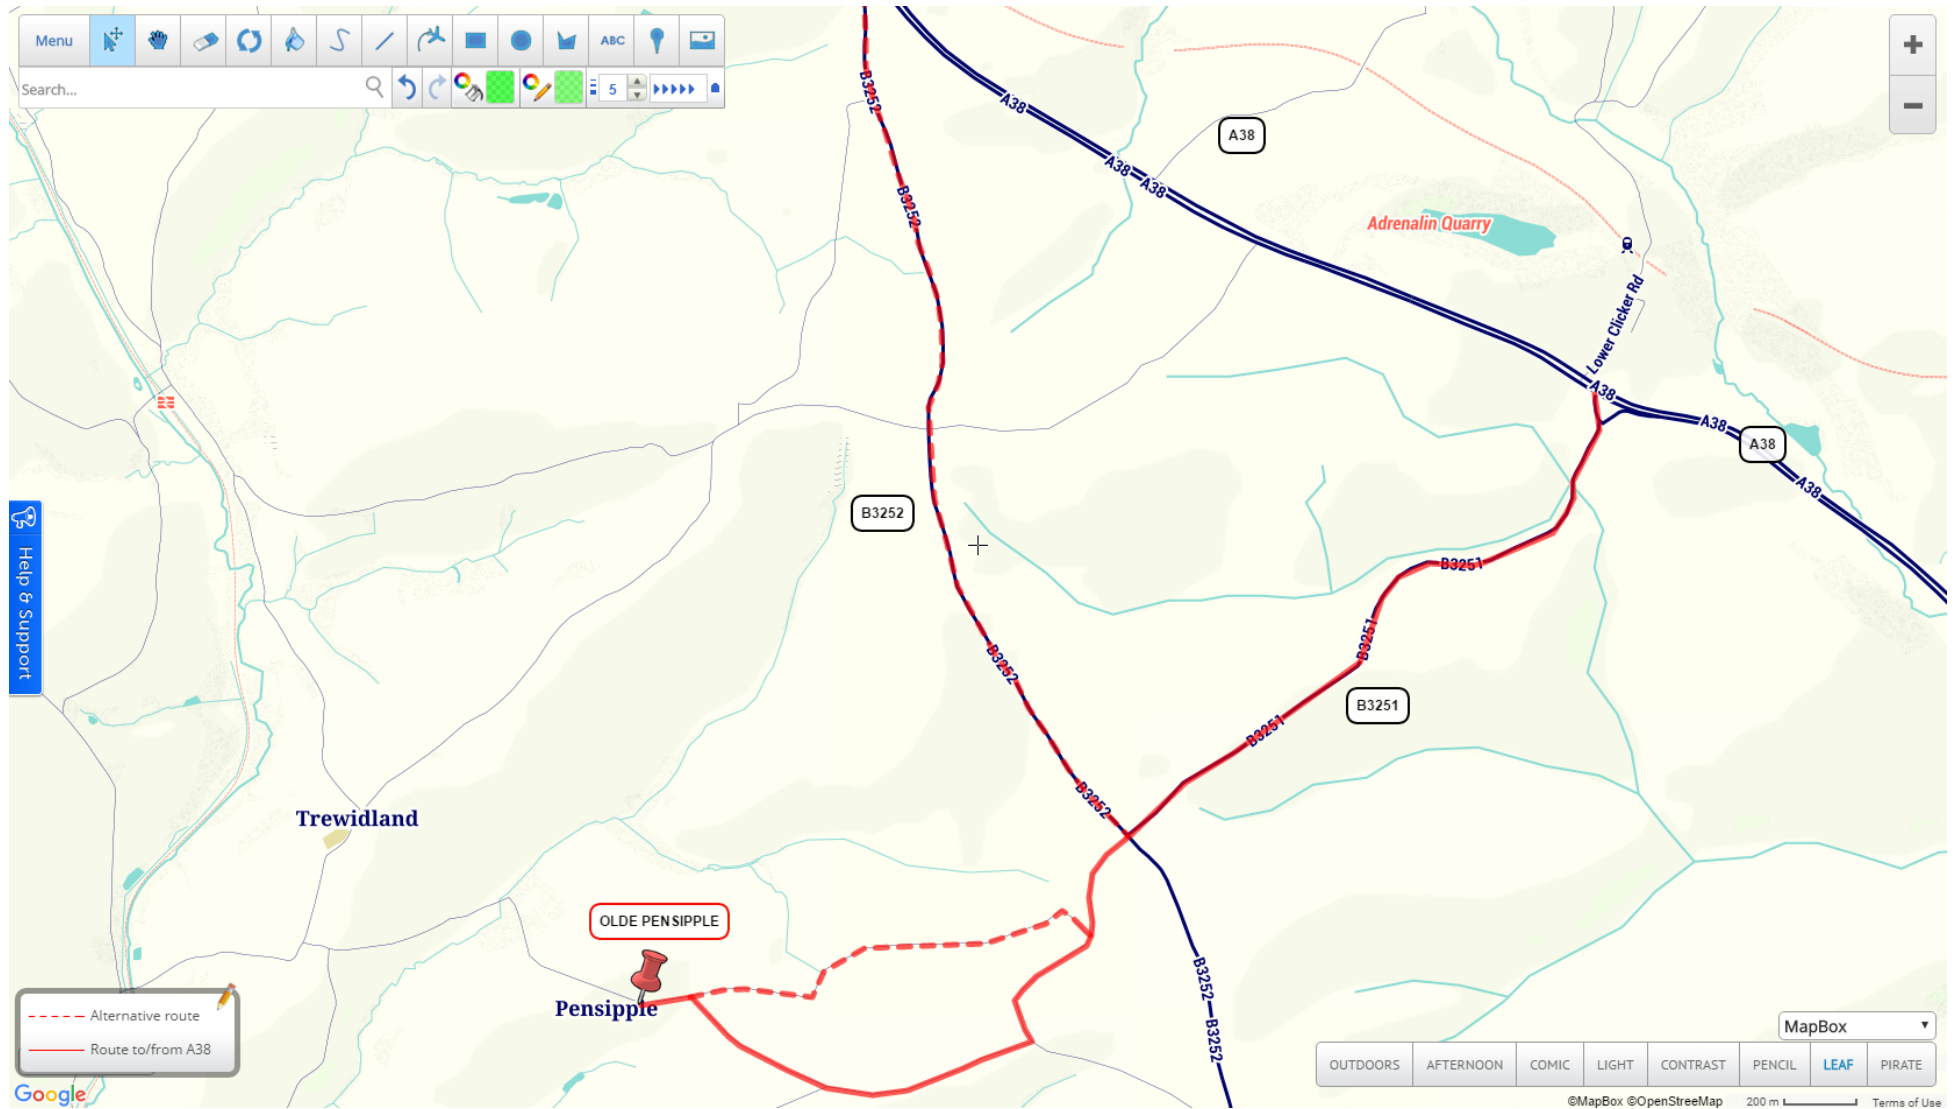 Menu
ABC
Search...
5
B3252
A38
A38
A38
A38
B3252
Adrenalin Quarry
Lower Clicker Rd
A38
A38
A38
A38
B3252
B3251
B3251
B3252
B3251
B3251
B3252
Trewidland
OLDE PENSIPPLE
Pensipple
B3252
B3252
Help & Support
Alternative route
Route to/from A38
Google
MapBox
OUTDOORS
AFTERNOON
COMIC
LIGHT
CONTRAST
PENCIL
LEAF
PIRATE
©MapBox ©OpenStreeMap
200 m
Terms of Use